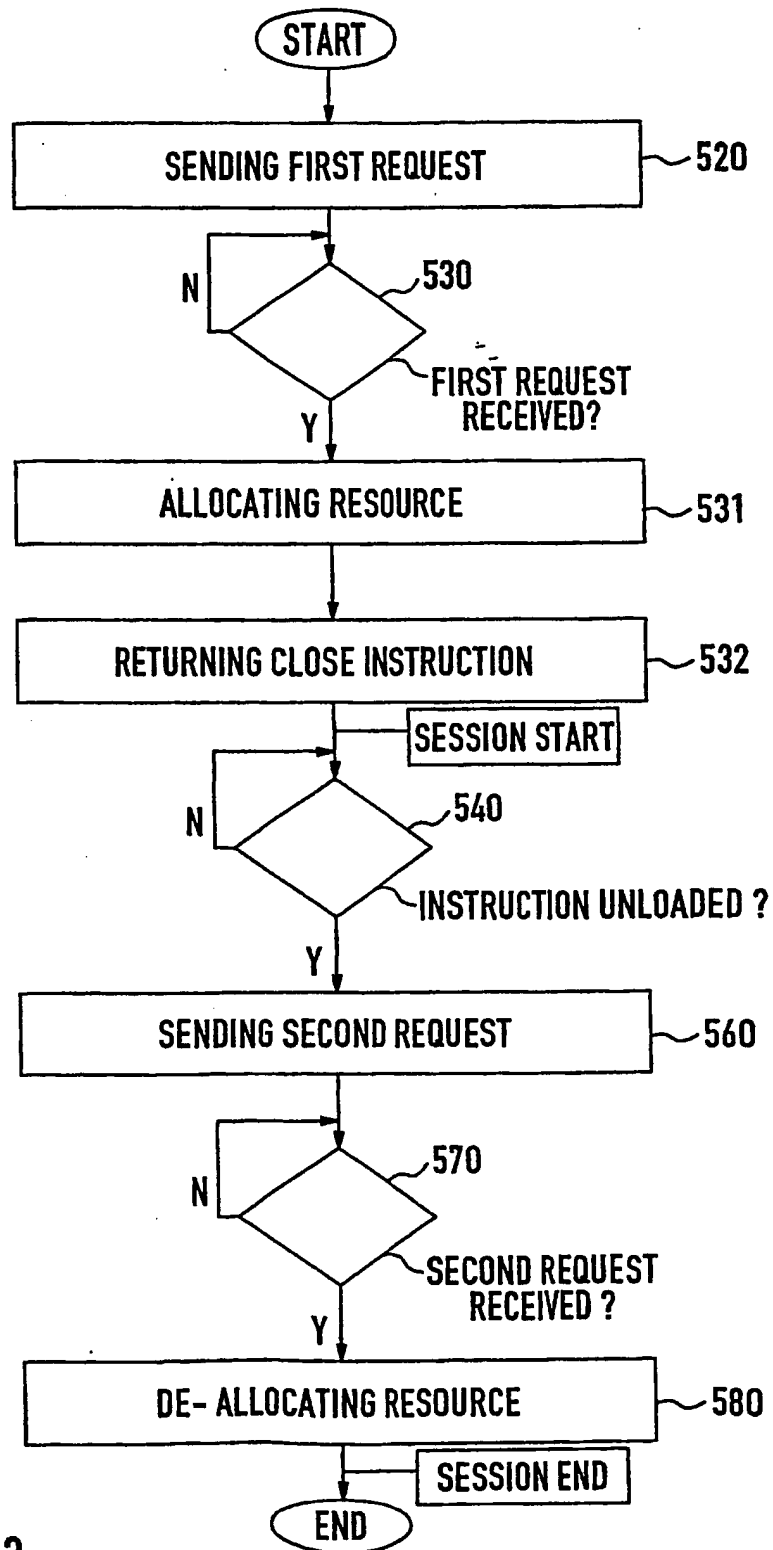 START
SENDING FIRST REQUEST
520
530
N
FIRST REQUEST
RECEIVED?
Y
ALLOCATING RESOURCE
531
RETURNING CLOSE INSTRUCTION
532
SESSION START
540
N
INSTRUCTION UNLOADED ?
Y
SENDING SECOND REQUEST
560
570
N
SECOND REQUEST
RECEIVED ?
Y
DE- ALLOCATING RESOURCE
580
SESSION END
END